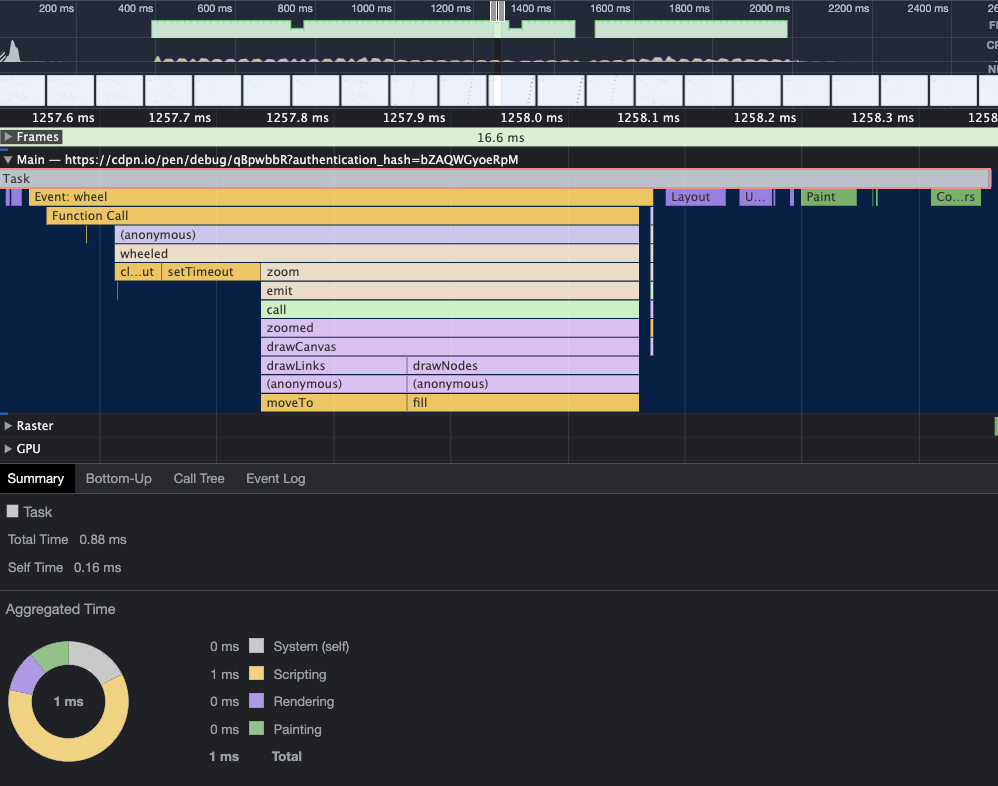 200 ms 400 ms 600 ms 800 ms 1000 ms 1200 ms 1400 ms 1600 ms 1800 ms 2000 ms 2200 ms 2400 ms
1257.6 ms 1257.7 ms 1257.8 ms 1257.9 ms 1258.0 ms 1258.1 ms 1258.2 ms 1258.3 ms
Frames 16.6 ms
Main — https://cdpn.io/pen/debug/qBpwbbR?authentication_hash=bZAQWGyoeRpM
Task
Event: wheel Layout U... Paint Co...rs
Function Call
(anonymous)
wheeled
cl...ut setTimeout zoom
emit
call
zoomed
drawCanvas
drawLinks drawNodes
(anonymous) (anonymous)
moveTo fill
Raster
GPU
Summary Bottom-Up Call Tree Event Log
Task
Total Time 0.88 ms
Self Time 0.16 ms
Aggregated Time
0 ms System (self)
1 ms Scripting
1 ms
0 ms Rendering
0 ms Painting
1 ms Total